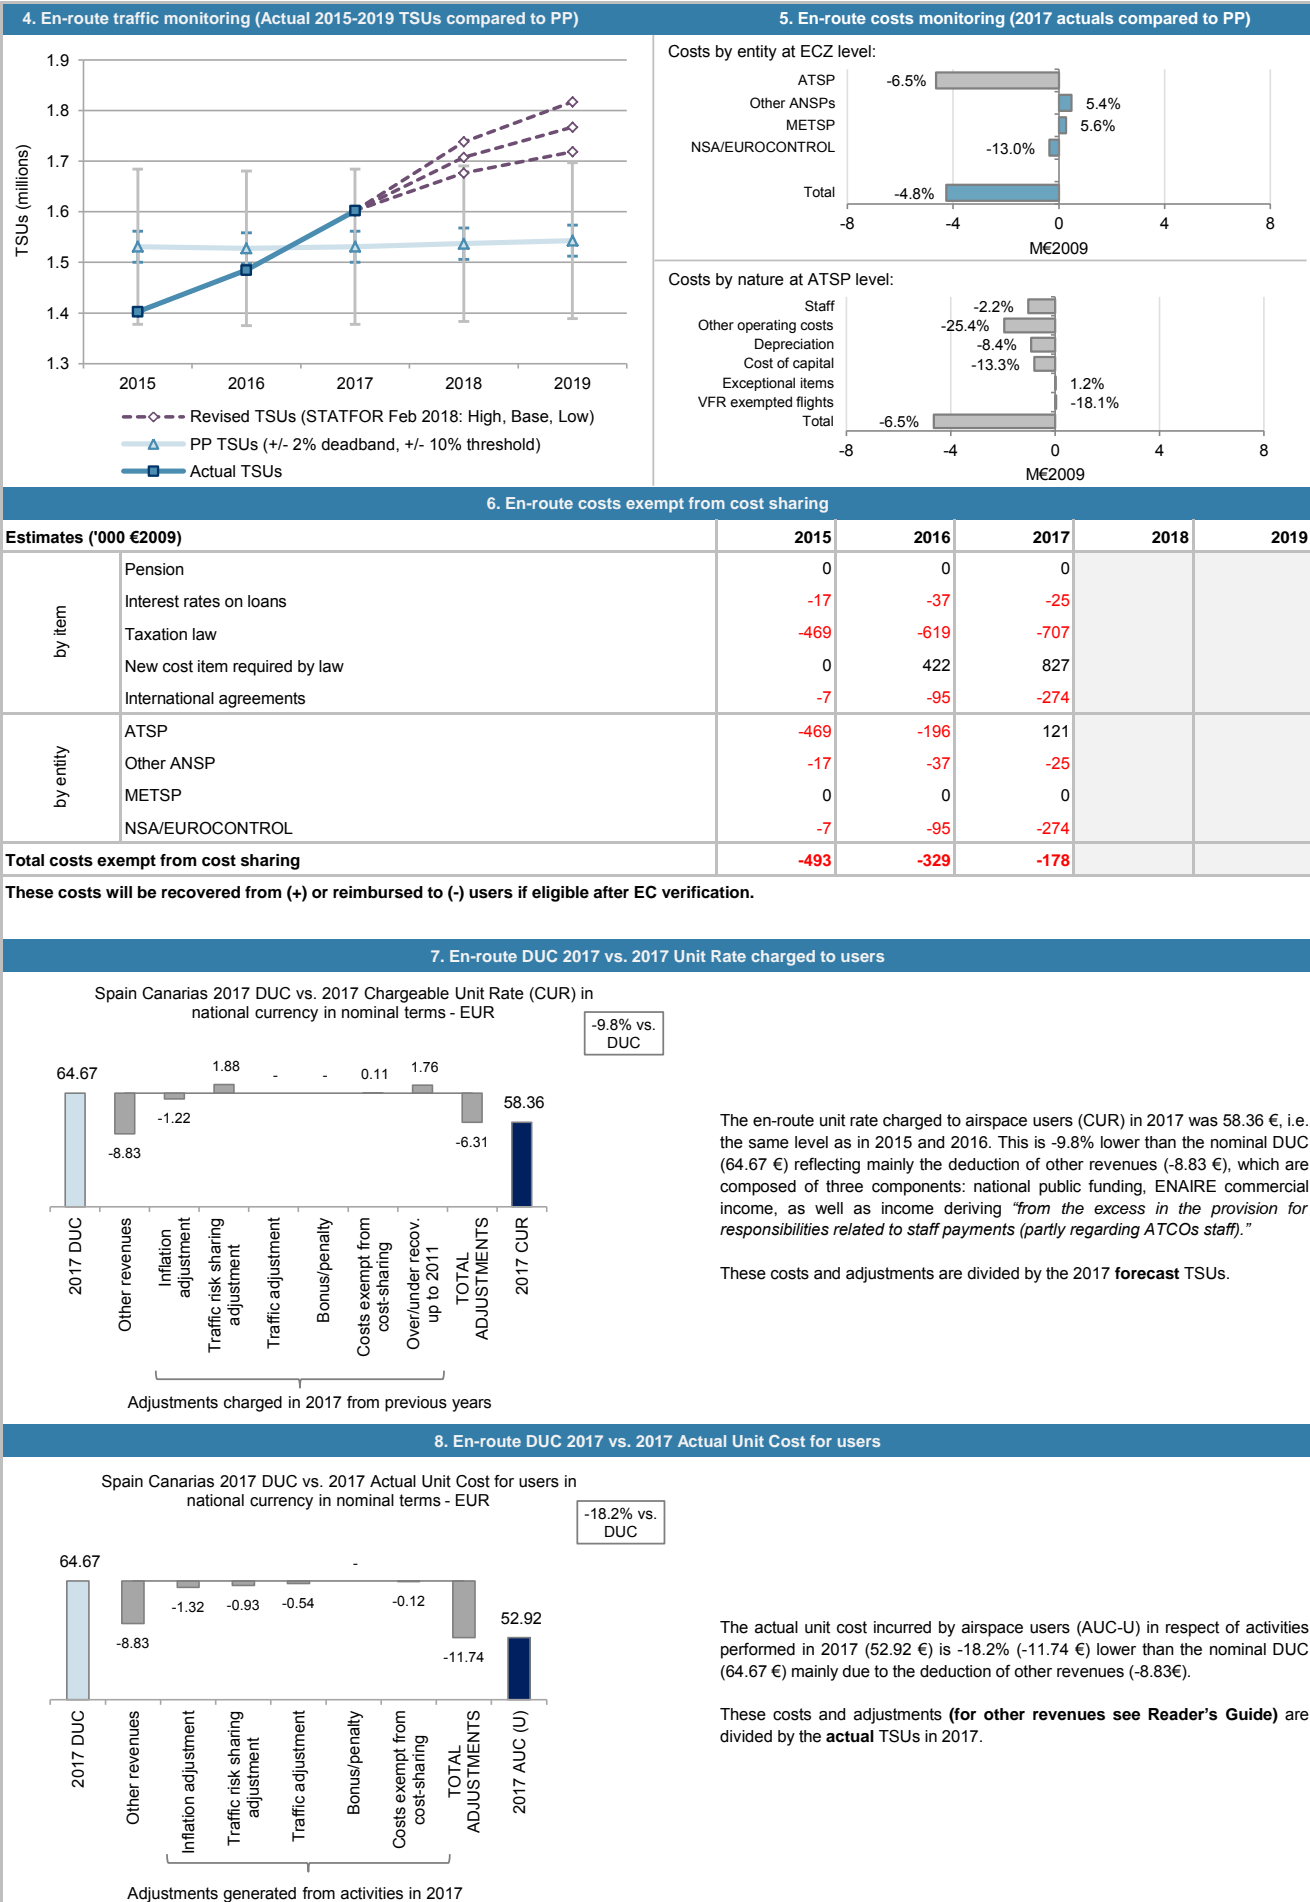 4. En-route traffic monitoring (Actual 2015-2019 TSUs compared to PP)
1.9
1.8
1.7
1.6
1.5
1.4
1.3
TSUs (millions)
2015 2016 2017 2018 2019
Revised TSUs (STATFOR Feb 2018: High, Base, Low)
PP TSUs (+/- 2% deadband, +/- 10% threshold)
Actual TSUs
5. En-route costs monitoring (2017 actuals compared to PP)
Costs by entity at ECZ level:
ATSP -6.5%
Other ANSPs 5.4%
METSP 5.6%
NSA/EUROCONTROL -13.0%
Total -4.8%
-8 -4 0 4 8
M€2009
Costs by nature at ATSP level:
Staff -2.2%
Other operating costs -25.4%
Depreciation -8.4%
Cost of capital -13.3%
Exceptional items 1.2%
VFR exempted flights -18.1%
Total -6.5%
-8 -4 0 4 8
M€2009
6. En-route costs exempt from cost sharing
Estimates ('000 €2009) 2015 2016 2017 2018 2019
by item
Pension 0 0 0
Interest rates on loans -17 -37 -25
Taxation law -469 -619 -707
New cost item required by law 0 422 827
International agreements -7 -95 -274
by entity
ATSP -469 -196 121
Other ANSP -17 -37 -25
METSP 0 0 0
NSA/EUROCONTROL -7 -95 -274
Total costs exempt from cost sharing -493 -329 -178
These costs will be recovered from (+) or reimbursed to (-) users if eligible after EC verification.
7. En-route DUC 2017 vs. 2017 Unit Rate charged to users
Spain Canarias 2017 DUC vs. 2017 Chargeable Unit Rate (CUR) in
national currency in nominal terms - EUR
-9.8% vs.
DUC
64.67
-8.83
-1.22
1.88
-
-
0.11
1.76
-6.31
58.36
2017 DUC
Other revenues
Inflation
adjustment
Traffic risk sharing
adjustment
Traffic adjustment
Bonus/penalty
Costs exempt from
cost-sharing
Over/under recov.
up to 2011
TOTAL
ADJUSTMENTS
2017 CUR
Adjustments charged in 2017 from previous years
The en-route unit rate charged to airspace users (CUR) in 2017 was 58.36 €, i.e.
the same level as in 2015 and 2016. This is -9.8% lower than the nominal DUC
(64.67 €) reflecting mainly the deduction of other revenues (-8.83 €), which are
composed of three components: national public funding, ENAIRE commercial
income, as well as income deriving “from the excess in the provision for
responsibilities related to staff payments (partly regarding ATCOs staff).”
These costs and adjustments are divided by the 2017 forecast TSUs.
8. En-route DUC 2017 vs. 2017 Actual Unit Cost for users
Spain Canarias 2017 DUC vs. 2017 Actual Unit Cost for users in
national currency in nominal terms - EUR
-18.2% vs.
DUC
64.67
-8.83
-1.32
-0.93
-0.54
-
-0.12
-11.74
52.92
2017 DUC
Other revenues
Inflation adjustment
Traffic risk sharing
adjustment
Traffic adjustment
Bonus/penalty
Costs exempt from
cost-sharing
TOTAL
ADJUSTMENTS
2017 AUC (U)
Adjustments generated from activities in 2017
The actual unit cost incurred by airspace users (AUC-U) in respect of activities
performed in 2017 (52.92 €) is -18.2% (-11.74 €) lower than the nominal DUC
(64.67 €) mainly due to the deduction of other revenues (-8.83€).
These costs and adjustments (for other revenues see Reader’s Guide) are
divided by the actual TSUs in 2017.